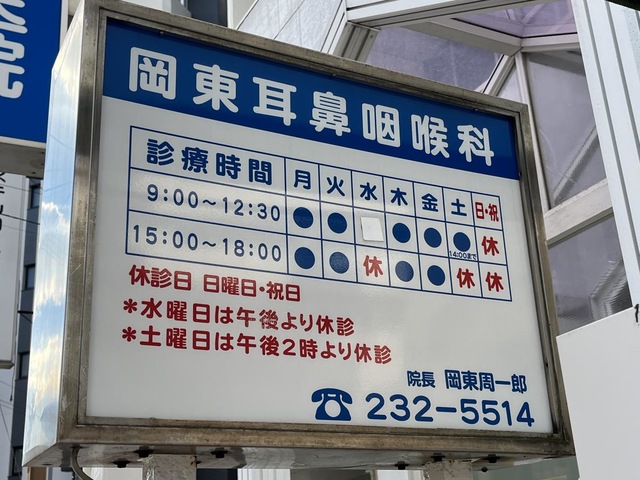 岡東耳鼻咽喉科
診療時間 月 火 水 木 金 土 日・祝
9:00〜12:30 ● ● ● ● ● 14:00まで 休
15:00〜18:00 ● ● 休 ● ● 休 休
休診日 日曜日・祝日
*水曜日は午後より休診
*土曜日は午後2時より休診
院長 岡東周一郎
☎ 232-5514
院